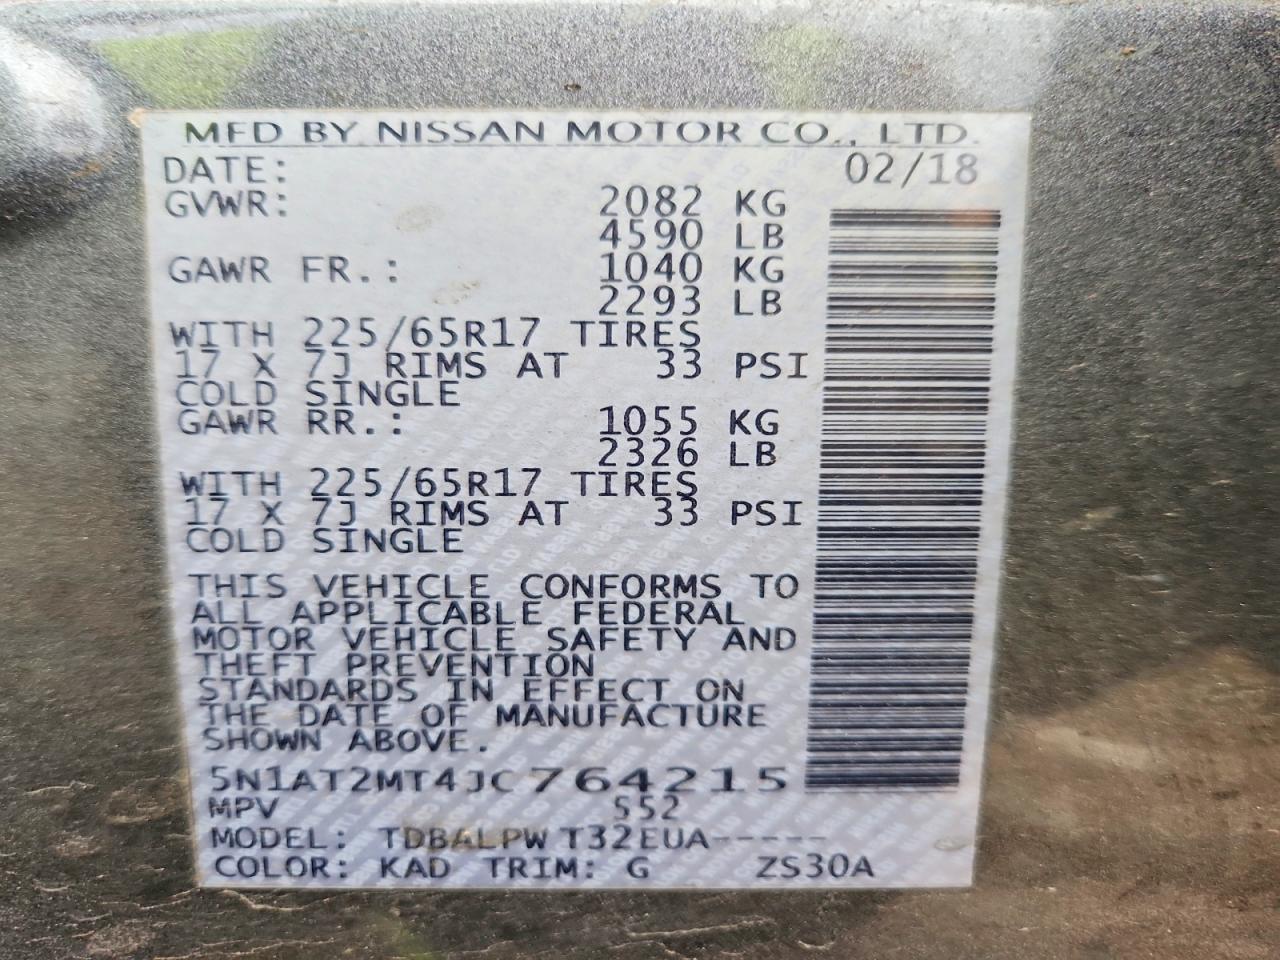 MFD BY NISSAN MOTOR CO., LTD.
DATE: 02/18
GVWR: 2082 KG
4590 LB
GAWR FR.: 1040 KG
2293 LB
WITH 225/65R17 TIRES
17 X 7J RIMS AT 33 PSI
COLD SINGLE
GAWR RR.: 1055 KG
2326 LB
WITH 225/65R17 TIRES
17 X 7J RIMS AT 33 PSI
COLD SINGLE
THIS VEHICLE CONFORMS TO
ALL APPLICABLE FEDERAL
MOTOR VEHICLE SAFETY AND
THEFT PREVENTION
STANDARDS IN EFFECT ON
THE DATE OF MANUFACTURE
SHOWN ABOVE.
5N1AT2MT4JC764215
MPV S52
MODEL: TDBALPW T32EUA-----
COLOR: KAD TRIM: G ZS30A